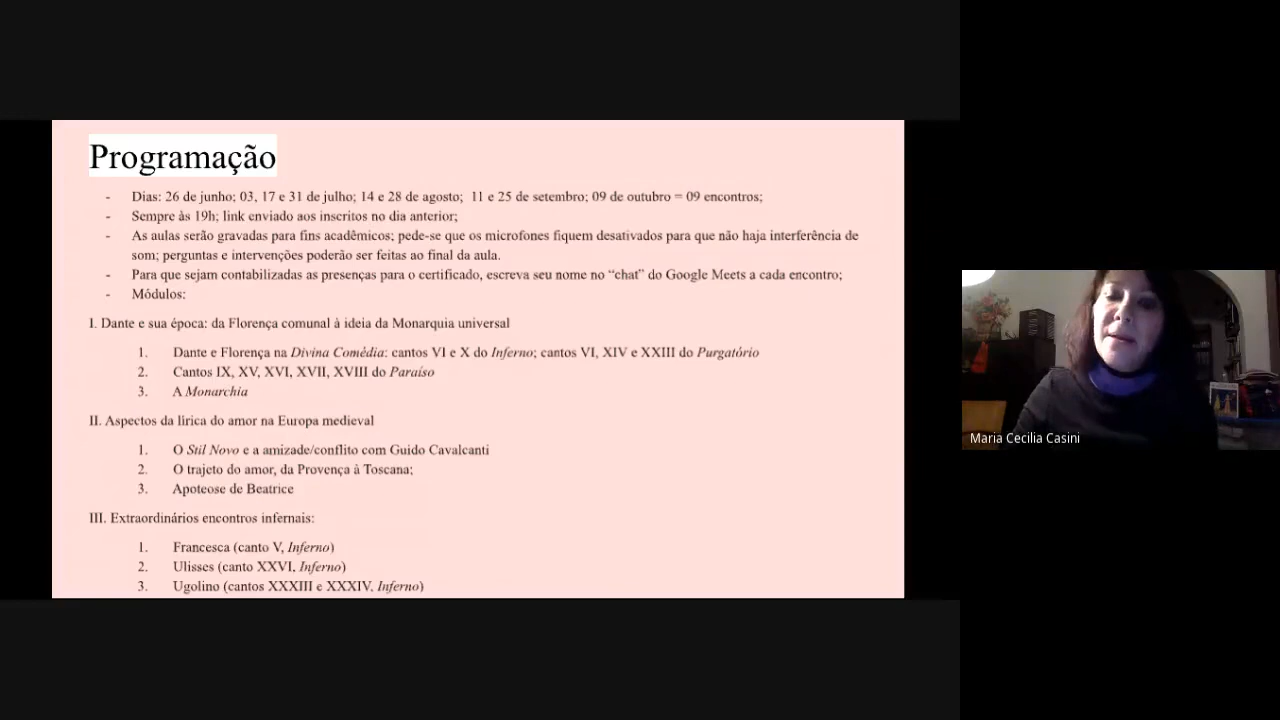 Programação
- Dias: 26 de junho; 03, 17 e 31 de julho; 14 e 28 de agosto; 11 e 25 de setembro; 09 de outubro = 09 encontros;
- Sempre às 19h; link enviado aos inscritos no dia anterior;
- As aulas serão gravadas para fins acadêmicos; pede-se que os microfones fiquem desativados para que não haja interferência de
som; perguntas e intervenções poderão ser feitas ao final da aula.
- Para que sejam contabilizadas as presenças para o certificado, escreva seu nome no “chat” do Google Meets a cada encontro;
- Módulos:
I. Dante e sua época: da Florença comunal à ideia da Monarquia universal
1. Dante e Florença na Divina Comédia: cantos VI e X do Inferno; cantos VI, XIV e XXIII do Purgatório
2. Cantos IX, XV, XVI, XVII, XVIII do Paraíso
3. A Monarchia
II. Aspectos da lírica do amor na Europa medieval
1. O Stil Novo e a amizade/conflito com Guido Cavalcanti
2. O trajeto do amor, da Provença à Toscana;
3. Apoteose de Beatrice
III. Extraordinários encontros infernais:
1. Francesca (canto V, Inferno)
2. Ulisses (canto XXVI, Inferno)
3. Ugolino (cantos XXXIII e XXXIV, Inferno)
Maria Cecilia Casini